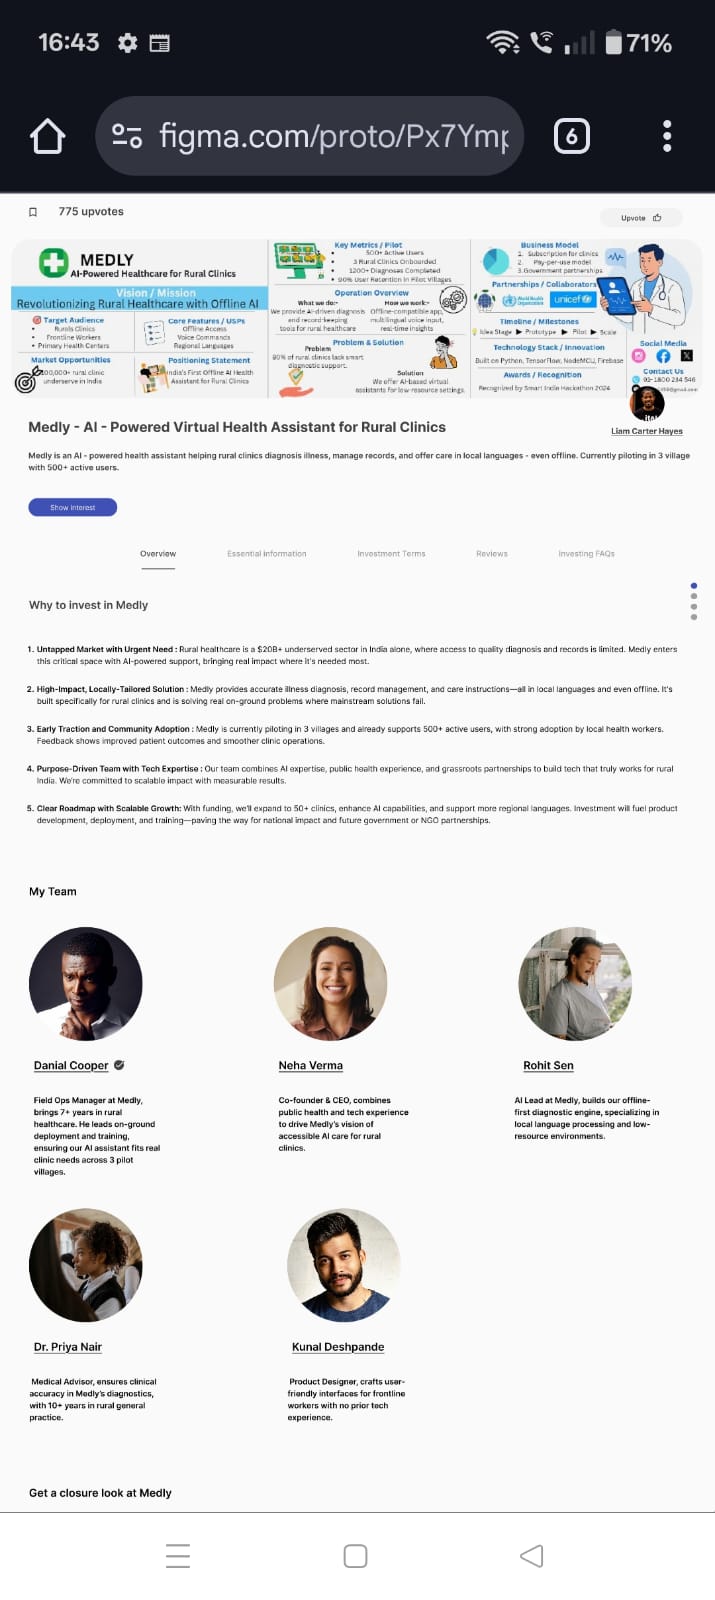 16:43
71%
figma.com/proto/Px7Ymp
6
775 upvotes
Upvote
MEDLY
AI-Powered Healthcare for Rural Clinics
Vision / Mission
Revolutionizing Rural Healthcare with Offline AI
Target Audience
Rurals Clinics
Frontline Workers
Primary Health Centers
Core Features / USPs
Offline Access
Voice Commands
Regional Languages
Market Opportunities
100,000+ rural clinic
underserve in India
Positioning Statement
India's First Offline AI Health
Assistant for Rural Clinics
Key Metrics / Pilot
500+ Active Users
3 Rural Clinics Onboarded
1200+ Diagnoses Completed
90% User Retention in Pilot Villages
Operation Overview
What we do:-
We provide AI-driven diagnosis
and record-keeping
tools for rural healthcare
How we work:-
Offline-compatible app,
multilingual voice input,
real-time insights
Problem & Solution
Problem
80% of rural clinics lack smart
diagnostic support.
Solution
We offer AI-based virtual
assistants for low-resource settings.
Business Model
1. Subscription for clinics
2. Pay-per-use model
3. Government partnerships
Partnerships / Collaborators
World Health
Organization
unicef
Timeline / Milestones
Idea Stage ▶ Prototype ▶ Pilot ▶ Scale
Technology Stack / Innovation
Built on Python, TensorFlow, NodeMCU, Firebase
Awards / Recognition
Recognized by Smart India Hackathon 2024
Social Media
Contact Us
91-1800 234 546
Liam Carter Hayes
Medly - AI - Powered Virtual Health Assistant for Rural Clinics
Medly is an AI - powered health assistant helping rural clinics diagnosis illness, manage records, and offer care in local languages - even offline. Currently piloting in 3 village
with 500+ active users.
Show Interest
Overview
Essential Information
Investment Terms
Reviews
Investing FAQs
Why to invest in Medly
1. Untapped Market with Urgent Need : Rural healthcare is a $20B+ underserved sector in India alone, where access to quality diagnosis and records is limited. Medly enters
this critical space with AI-powered support, bringing real impact where it's needed most.
2. High-Impact, Locally-Tailored Solution : Medly provides accurate illness diagnosis, record management, and care instructions—all in local languages and even offline. It's
built specifically for rural clinics and is solving real on-ground problems where mainstream solutions fail.
3. Early Traction and Community Adoption : Medly is currently piloting in 3 villages and already supports 500+ active users, with strong adoption by local health workers.
Feedback shows improved patient outcomes and smoother clinic operations.
4. Purpose-Driven Team with Tech Expertise : Our team combines AI expertise, public health experience, and grassroots partnerships to build tech that truly works for rural
India. We're committed to scalable impact with measurable results.
5. Clear Roadmap with Scalable Growth: With funding, we'll expand to 50+ clinics, enhance AI capabilities, and support more regional languages. Investment will fuel product
development, deployment, and training—paving the way for national impact and future government or NGO partnerships.
My Team
Danial Cooper
Field Ops Manager at Medly,
brings 7+ years in rural
healthcare. He leads on-ground
deployment and training,
ensuring our AI assistant fits real
clinic needs across 3 pilot
villages.
Neha Verma
Co-founder & CEO, combines
public health and tech experience
to drive Medly's vision of
accessible AI care for rural
clinics.
Rohit Sen
AI Lead at Medly, builds our offline-
first diagnostic engine, specializing in
local language processing and low-
resource environments.
Dr. Priya Nair
Medical Advisor, ensures clinical
accuracy in Medly's diagnostics,
with 10+ years in rural general
practice.
Kunal Deshpande
Product Designer, crafts user-
friendly interfaces for frontline
workers with no prior tech
experience.
Get a closure look at Medly